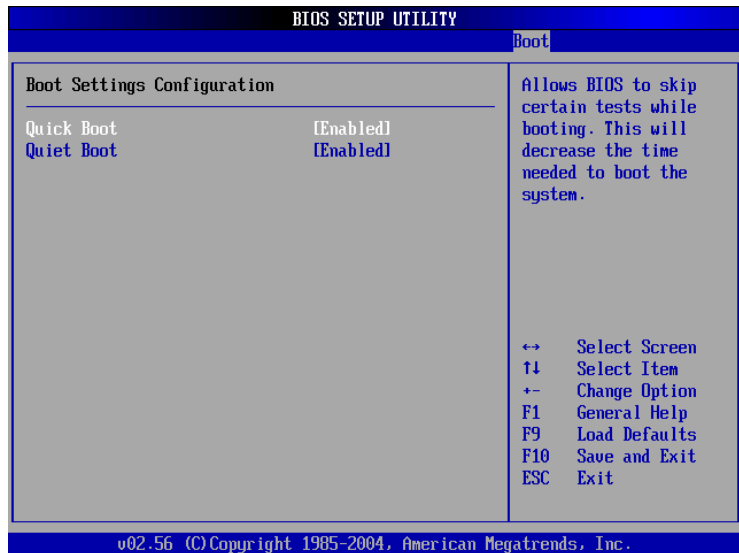 BIOS SETUP UTILITY
Boot
Boot Settings Configuration
Quick Boot [Enabled]
Quiet Boot [Enabled]
Allows BIOS to skip
certain tests while
booting. This will
decrease the time
needed to boot the
system.
↔ Select Screen
↑↓ Select Item
+- Change Option
F1 General Help
F9 Load Defaults
F10 Save and Exit
ESC Exit
v02.56 (C)Copyright 1985-2004, American Megatrends, Inc.